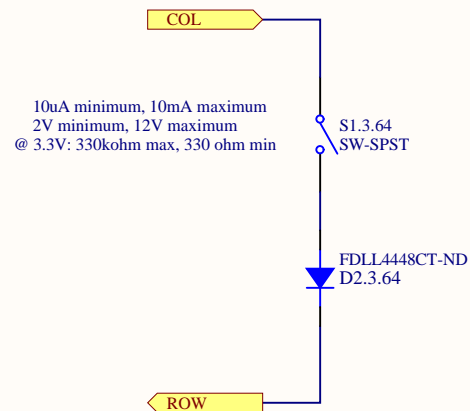 COL
10uA minimum, 10mA maximum
2V minimum, 12V maximum
@ 3.3V: 330kohm max, 330 ohm min
S1.3.64
SW-SPST
FDLL4448CT-ND
D2.3.64
ROW